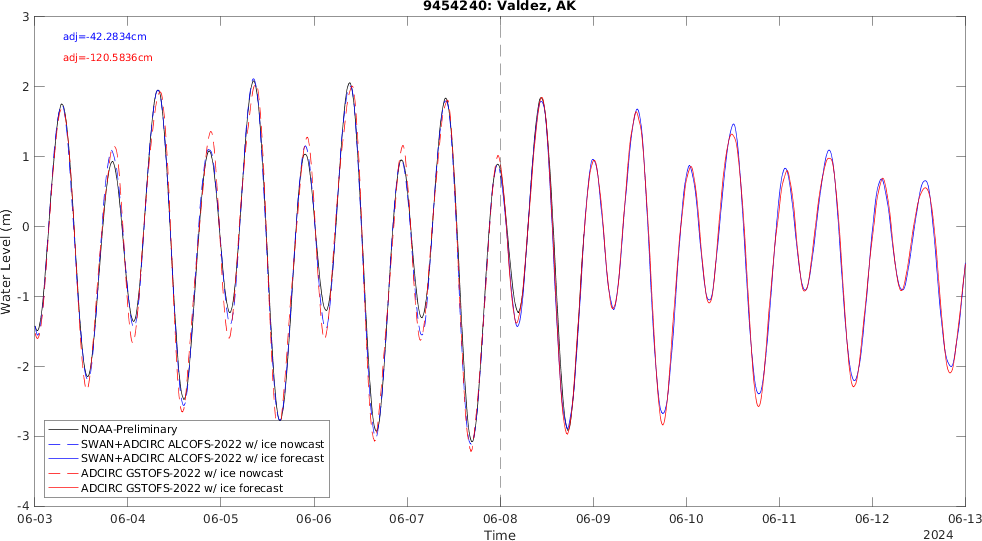 9454240: Valdez, AK
adj=-42.2834cm
adj=-120.5836cm
3
2
1
0
-1
-2
-3
-4
Water Level (m)
NOAA-Preliminary
SWAN+ADCIRC ALCOFS-2022 w/ ice nowcast
SWAN+ADCIRC ALCOFS-2022 w/ ice forecast
ADCIRC GSTOFS-2022 w/ ice nowcast
ADCIRC GSTOFS-2022 w/ ice forecast
06-03 06-04 06-05 06-06 06-07 06-08 06-09 06-10 06-11 06-12 06-13
Time
2024